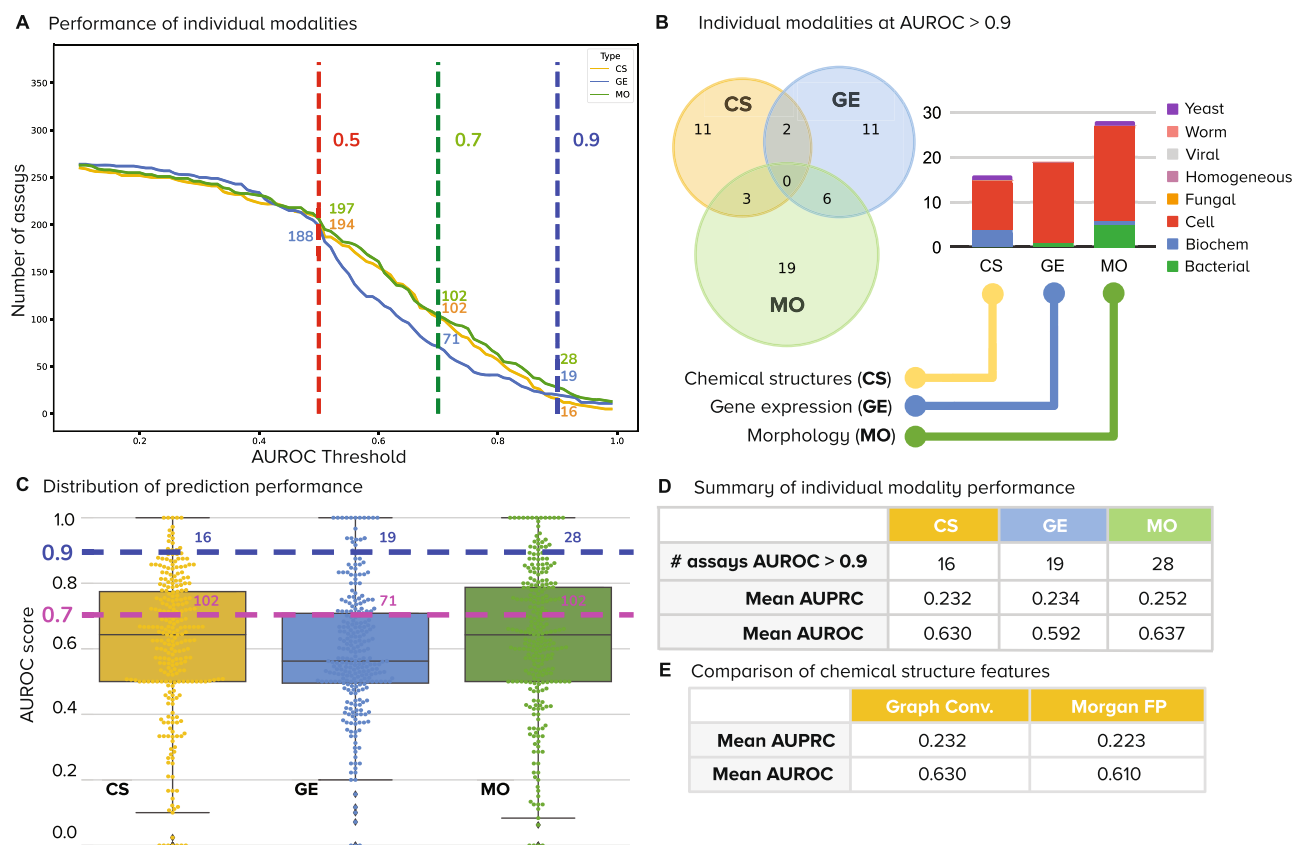 A Performance of individual modalities
Type
CS
GE
MO
350
300
250
200
150
100
50
0
0.5
0.7
0.9
197
194
188
102
102
71
28
19
16
Number of assays
0.2
0.4
0.6
0.8
1.0
AUROC Threshold
B Individual modalities at AUROC > 0.9
CS
GE
11
2
11
0
3
6
19
MO
30
20
10
0
CS
GE
MO
Yeast
Worm
Viral
Homogeneous
Fungal
Cell
Biochem
Bacterial
Chemical structures (CS)
Gene expression (GE)
Morphology (MO)
C Distribution of prediction performance
1.0
0.9
0.8
0.7
0.6
0.4
0.2
0.0
AUROC score
16
19
28
102
71
102
CS
GE
MO
D Summary of individual modality performance
CS GE MO
# assays AUROC > 0.9 16 19 28
Mean AUPRC 0.232 0.234 0.252
Mean AUROC 0.630 0.592 0.637
E Comparison of chemical structure features
Graph Conv. Morgan FP
Mean AUPRC 0.232 0.223
Mean AUROC 0.630 0.610